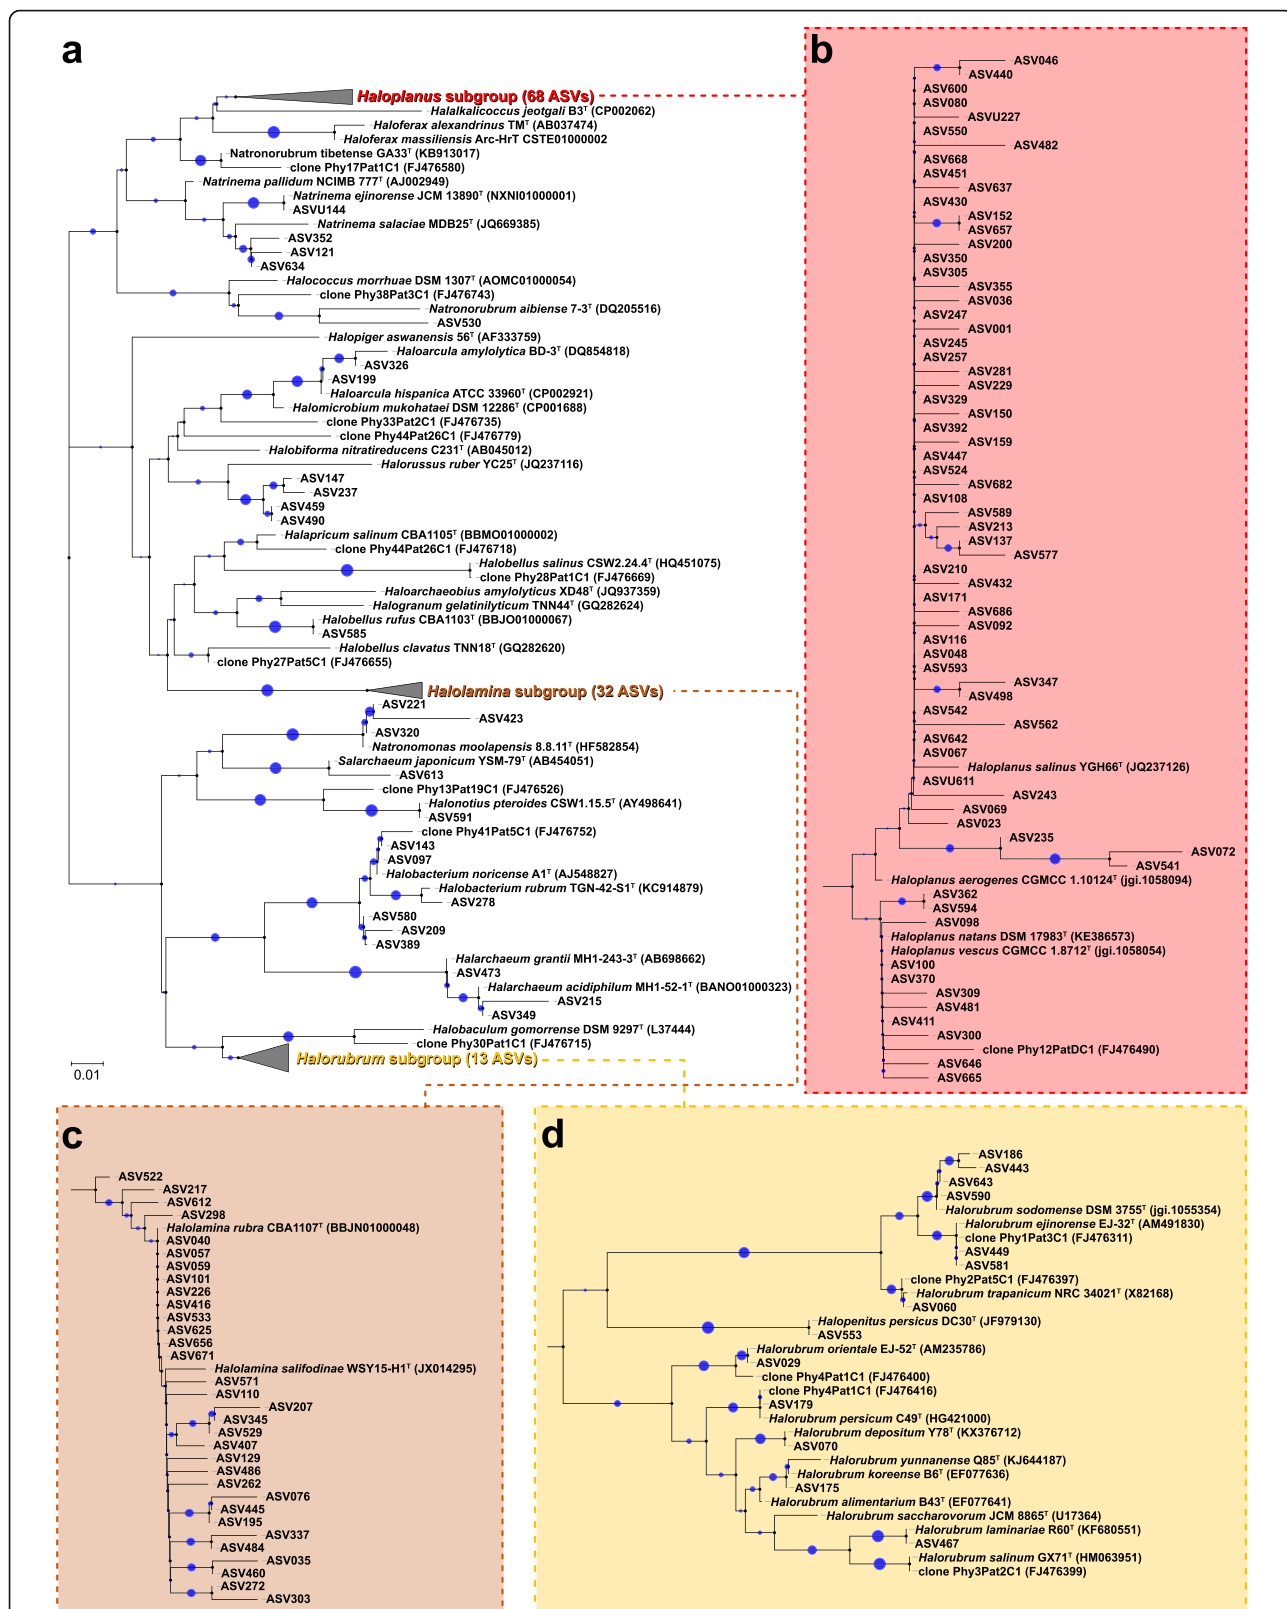 a
Haloplanus subgroup (68 ASVs)
Halalkalicoccus jeotgali B3ᵀ (CP002062)
Haloferax alexandrinus TMᵀ (AB037474)
Haloferax massiliensis Arc-HrT CSTE01000002
Natronorubrum tibetense GA33ᵀ (KB913017)
clone Phy17Pat1C1 (FJ476580)
Natrinema pallidum NCIMB 777ᵀ (AJ002949)
Natrinema ejinorense JCM 13890ᵀ (NXNI01000001)
ASVU144
Natrinema salaciae MDB25ᵀ (JQ669385)
ASV352
ASV121
ASV634
Halococcus morrhuae DSM 1307ᵀ (AOMC01000054)
clone Phy38Pat3C1 (FJ476743)
Natronorubrum aibiense 7-3ᵀ (DQ205516)
ASV530
Halopiger aswanensis 56ᵀ (AF333759)
Haloarcula amylolytica BD-3ᵀ (DQ854818)
ASV326
ASV199
Haloarcula hispanica ATCC 33960ᵀ (CP002921)
Halomicrobium mukohataei DSM 12286ᵀ (CP001688)
clone Phy33Pat2C1 (FJ476735)
clone Phy44Pat26C1 (FJ476779)
Halobiforma nitratireducens C231ᵀ (AB045012)
Halorussus ruber YC25ᵀ (JQ237116)
ASV147
ASV237
ASV459
ASV490
Halapricum salinum CBA1105ᵀ (BBMO01000002)
clone Phy44Pat26C1 (FJ476718)
Halobellus salinus CSW2.24.4ᵀ (HQ451075)
clone Phy28Pat1C1 (FJ476669)
Haloarchaeobius amylolyticus XD48ᵀ (JQ937359)
Halogranum gelatinilyticum TNN44ᵀ (GQ282624)
Halobellus rufus CBA1103ᵀ (BBJO01000067)
ASV585
Halobellus clavatus TNN18ᵀ (GQ282620)
clone Phy27Pat5C1 (FJ476655)
Halolamina subgroup (32 ASVs)
ASV221
ASV423
ASV320
Natronomonas moolapensis 8.8.11ᵀ (HF582854)
Salarchaeum japonicum YSM-79ᵀ (AB454051)
ASV613
clone Phy13Pat19C1 (FJ476526)
Halonotius pteroides CSW1.15.5ᵀ (AY498641)
ASV591
clone Phy41Pat5C1 (FJ476752)
ASV143
ASV097
Halobacterium noricense A1ᵀ (AJ548827)
Halobacterium rubrum TGN-42-S1ᵀ (KC914879)
ASV278
ASV580
ASV209
ASV389
Halarchaeum grantii MH1-243-3ᵀ (AB698662)
ASV473
Halarchaeum acidiphilum MH1-52-1ᵀ (BANO01000323)
ASV215
ASV349
Halobaculum gomorrense DSM 9297ᵀ (L37444)
clone Phy30Pat1C1 (FJ476715)
Halorubrum subgroup (13 ASVs)
0.01
b
ASV046
ASV440
ASV600
ASV080
ASVU227
ASV550
ASV482
ASV668
ASV451
ASV637
ASV430
ASV152
ASV657
ASV200
ASV350
ASV305
ASV355
ASV036
ASV247
ASV001
ASV245
ASV257
ASV281
ASV229
ASV329
ASV150
ASV392
ASV159
ASV447
ASV524
ASV682
ASV108
ASV589
ASV213
ASV137
ASV577
ASV210
ASV432
ASV171
ASV686
ASV092
ASV116
ASV048
ASV593
ASV347
ASV498
ASV542
ASV562
ASV642
ASV067
Haloplanus salinus YGH66ᵀ (JQ237126)
ASVU611
ASV243
ASV069
ASV023
ASV235
ASV072
ASV541
Haloplanus aerogenes CGMCC 1.10124ᵀ (jgi.1058094)
ASV362
ASV594
ASV098
Haloplanus natans DSM 17983ᵀ (KE386573)
Haloplanus vescus CGMCC 1.8712ᵀ (jgi.1058054)
ASV100
ASV370
ASV309
ASV481
ASV411
ASV300
clone Phy12PatDC1 (FJ476490)
ASV646
ASV665
c
ASV522
ASV217
ASV612
ASV298
Halolamina rubra CBA1107ᵀ (BBJN01000048)
ASV040
ASV057
ASV059
ASV101
ASV226
ASV416
ASV533
ASV625
ASV656
ASV671
Halolamina salifodinae WSY15-H1ᵀ (JX014295)
ASV571
ASV110
ASV207
ASV345
ASV529
ASV407
ASV129
ASV486
ASV262
ASV076
ASV445
ASV195
ASV337
ASV484
ASV035
ASV460
ASV272
ASV303
d
ASV186
ASV443
ASV643
ASV590
Halorubrum sodomense DSM 3755ᵀ (jgi.1055354)
Halorubrum ejinorense EJ-32ᵀ (AM491830)
clone Phy1Pat3C1 (FJ476311)
ASV449
ASV581
clone Phy2Pat5C1 (FJ476397)
Halorubrum trapanicum NRC 34021ᵀ (X82168)
ASV060
Halopenitus persicus DC30ᵀ (JF979130)
ASV553
Halorubrum orientale EJ-52ᵀ (AM235786)
ASV029
clone Phy4Pat1C1 (FJ476400)
clone Phy4Pat1C1 (FJ476416)
ASV179
Halorubrum persicum C49ᵀ (HG421000)
Halorubrum depositum Y78ᵀ (KX376712)
ASV070
Halorubrum yunnanense Q85ᵀ (KJ644187)
Halorubrum koreense B6ᵀ (EF077636)
ASV175
Halorubrum alimentarium B43ᵀ (EF077641)
Halorubrum saccharovorum JCM 8865ᵀ (U17364)
Halorubrum laminariae R60ᵀ (KF680551)
ASV467
Halorubrum salinum GX71ᵀ (HM063951)
clone Phy3Pat2C1 (FJ476399)